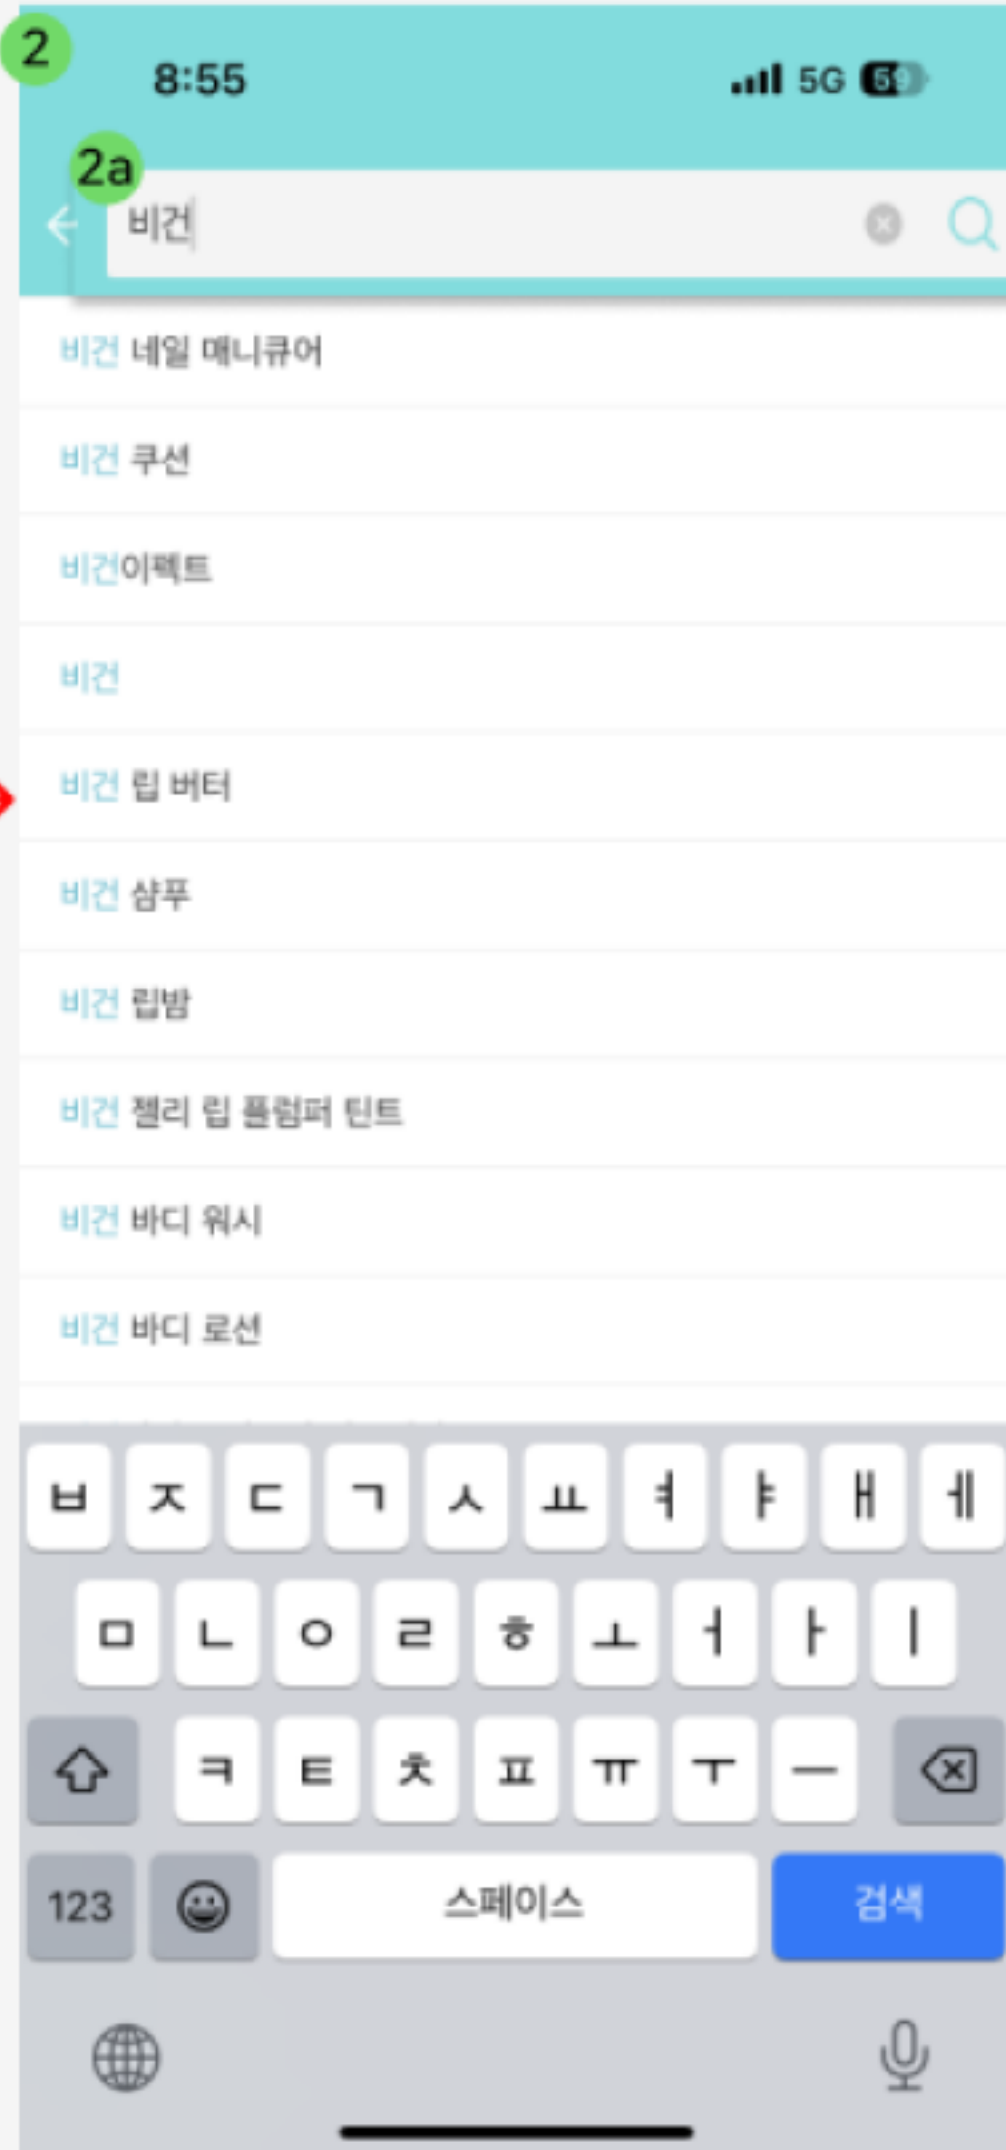 2
8:55 5G 59
2a
비건
비건 네일 매니큐어
비건 쿠션
비건이펙트
비건
비건 립 버터
비건 샴푸
비건 립밤
비건 젤리 립 플럼퍼 틴트
비건 바디 워시
비건 바디 로션
ㅂ ㅈ ㄷ ㄱ ㅅ ㅛ ㅕ ㅑ ㅐ ㅔ
ㅁ ㄴ ㅇ ㄹ ㅎ ㅗ ㅓ ㅏ ㅣ
ㅋ ㅌ ㅊ ㅍ ㅠ ㅜ ㅡ
123 스페이스 검색